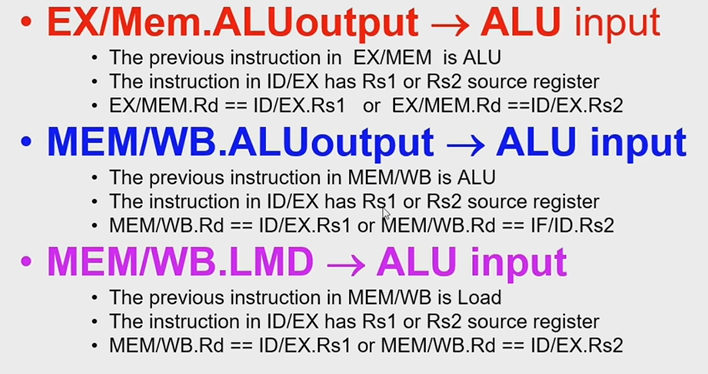 • EX/Mem.ALUoutput → ALU input
• The previous instruction in EX/MEM is ALU
• The instruction in ID/EX has Rs1 or Rs2 source register
• EX/MEM.Rd == ID/EX.Rs1 or EX/MEM.Rd ==ID/EX.Rs2
• MEM/WB.ALUoutput → ALU input
• The previous instruction in MEM/WB is ALU
• The instruction in ID/EX has Rs1 or Rs2 source register
• MEM/WB.Rd == ID/EX.Rs1 or MEM/WB.Rd == IF/ID.Rs2
• MEM/WB.LMD → ALU input
• The previous instruction in MEM/WB is Load
• The instruction in ID/EX has Rs1 or Rs2 source register
• MEM/WB.Rd == ID/EX.Rs1 or MEM/WB.Rd == ID/EX.Rs2